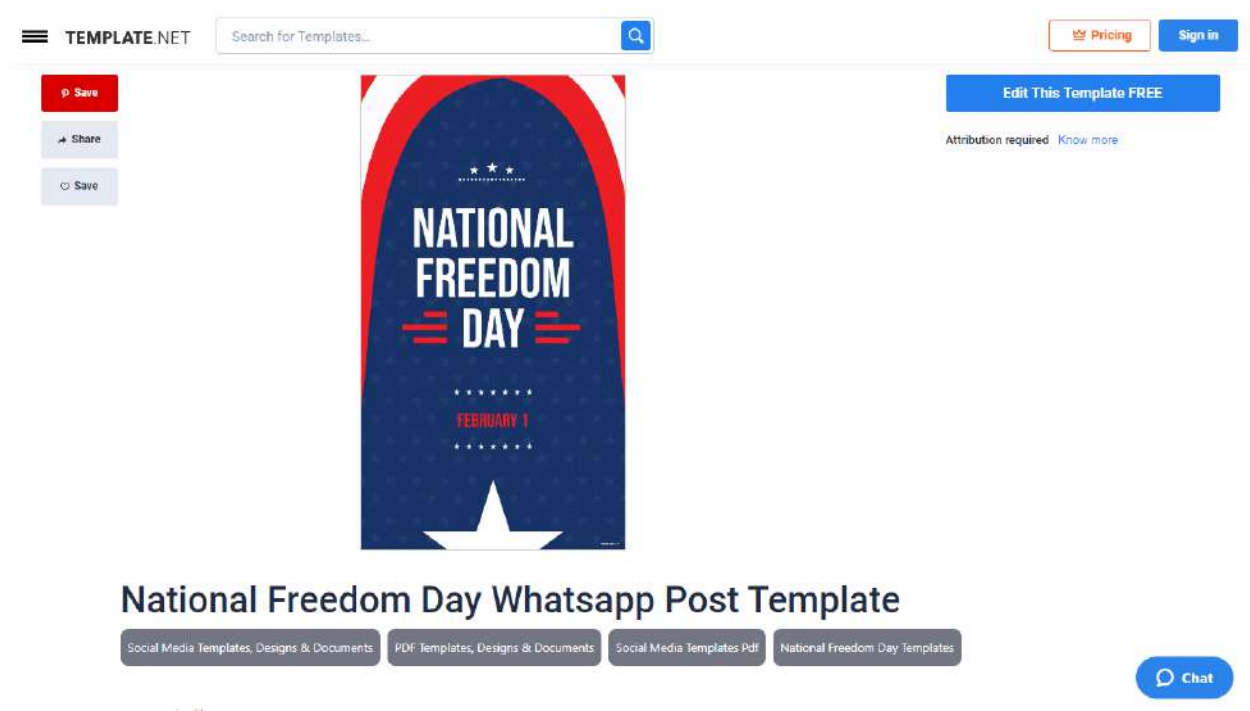 TEMPLATE.NET
Search for Templates...
Pricing
Sign in
Save
Share
Save
Edit This Template FREE
Attribution required Know more
NATIONAL
FREEDOM
DAY
FEBRUARY 1
National Freedom Day Whatsapp Post Template
Social Media Templates, Designs & Documents
PDF Templates, Designs & Documents
Social Media Templates Pdf
National Freedom Day Templates
Chat